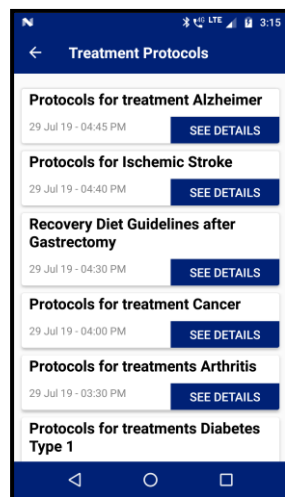 4G LTE 3:15
Treatment Protocols
Protocols for treatment Alzheimer
29 Jul 19 - 04:45 PM SEE DETAILS
Protocols for Ischemic Stroke
29 Jul 19 - 04:40 PM SEE DETAILS
Recovery Diet Guidelines after
Gastrectomy
29 Jul 19 - 04:30 PM SEE DETAILS
Protocols for treatment Cancer
29 Jul 19 - 04:00 PM SEE DETAILS
Protocols for treatments Arthritis
29 Jul 19 - 03:30 PM SEE DETAILS
Protocols for treatments Diabetes
Type 1